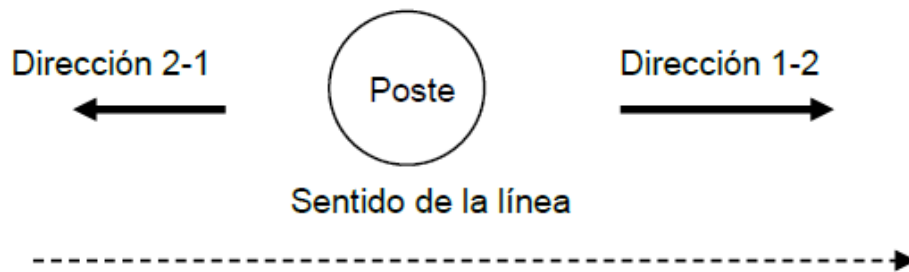 Dirección 2-1
Poste
Dirección 1-2
Sentido de la línea